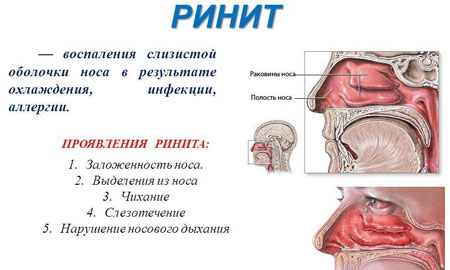 РИНИТ
— воспаления слизистой
оболочки носа в результате
охлаждения, инфекции,
аллергии.
Раковины носа
Полость носа
ПРОЯВЛЕНИЯ РИНИТА:
1. Заложенность носа.
2. Выделения из носа
3. Чихание
4. Слезотечение
5. Нарушение носового дыхания